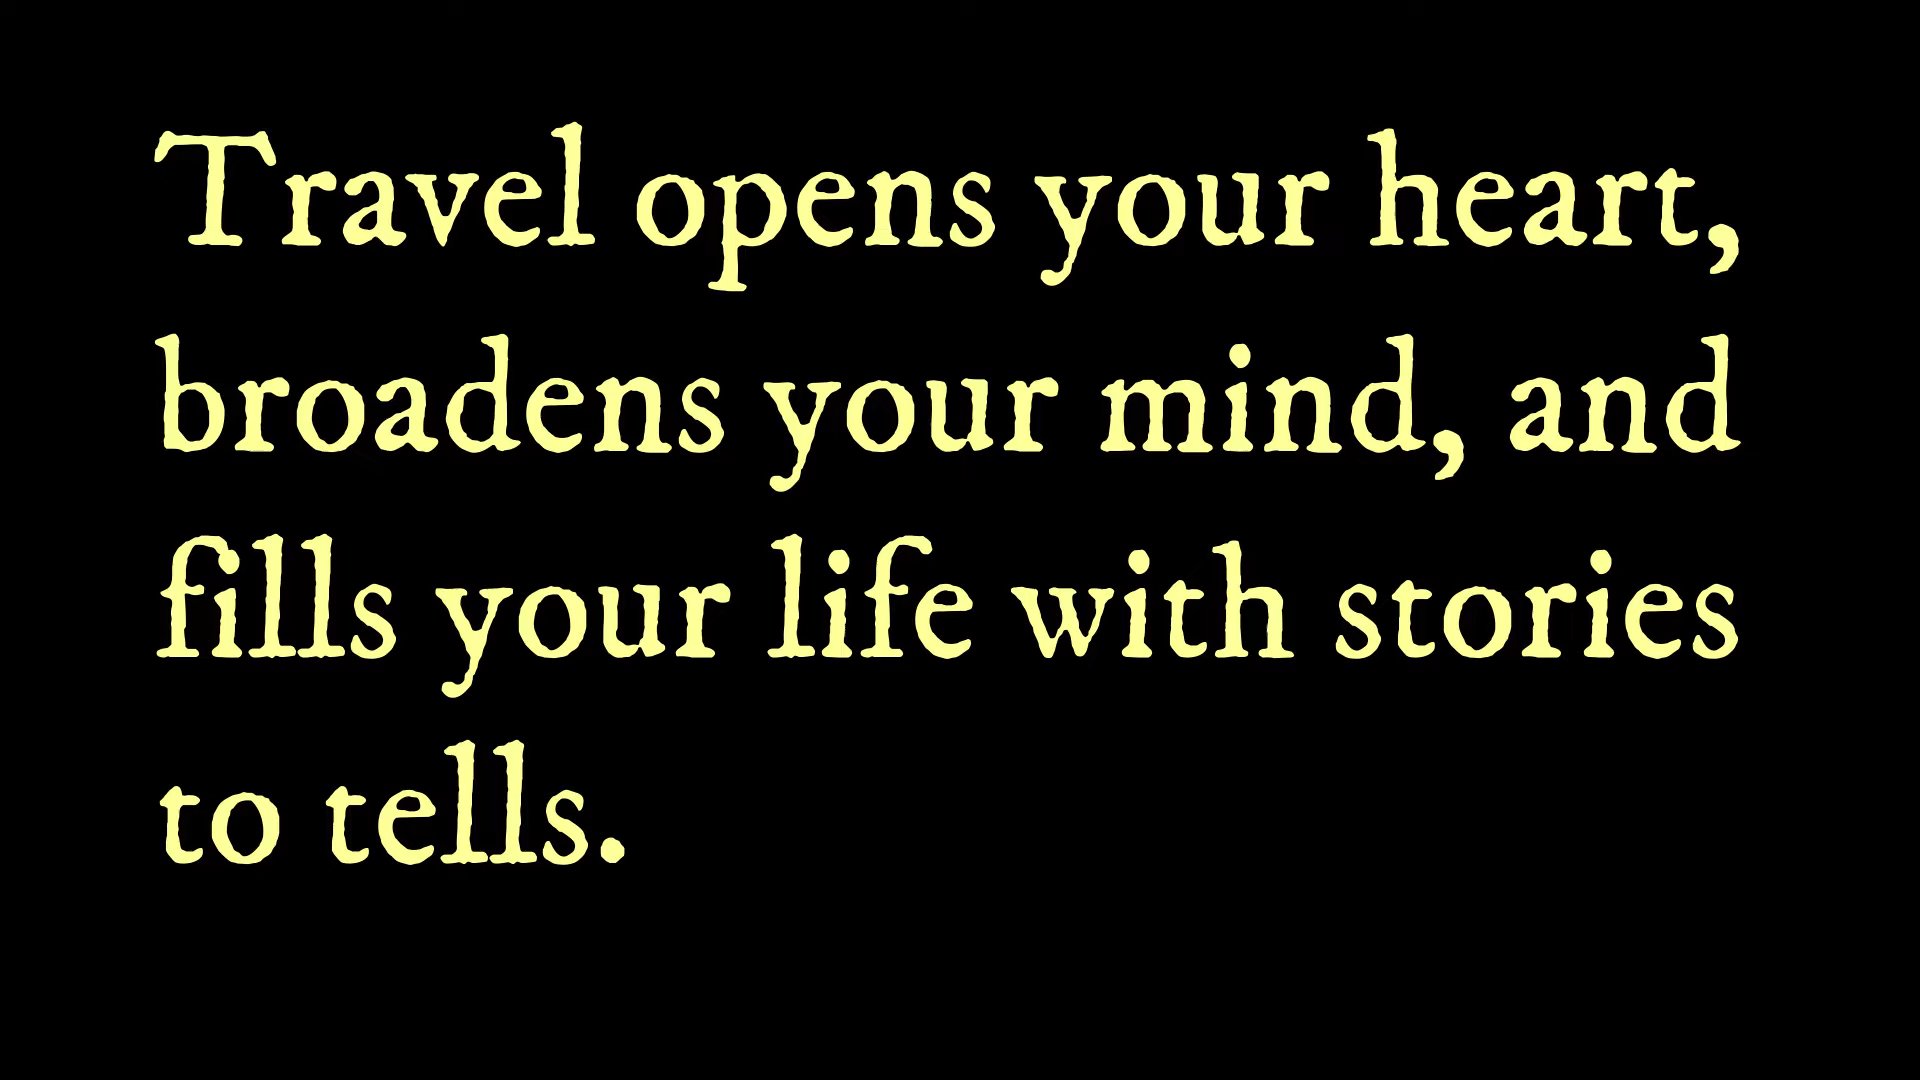 Travel opens your heart,
broadens your mind, and
fills your life with stories
to tells.